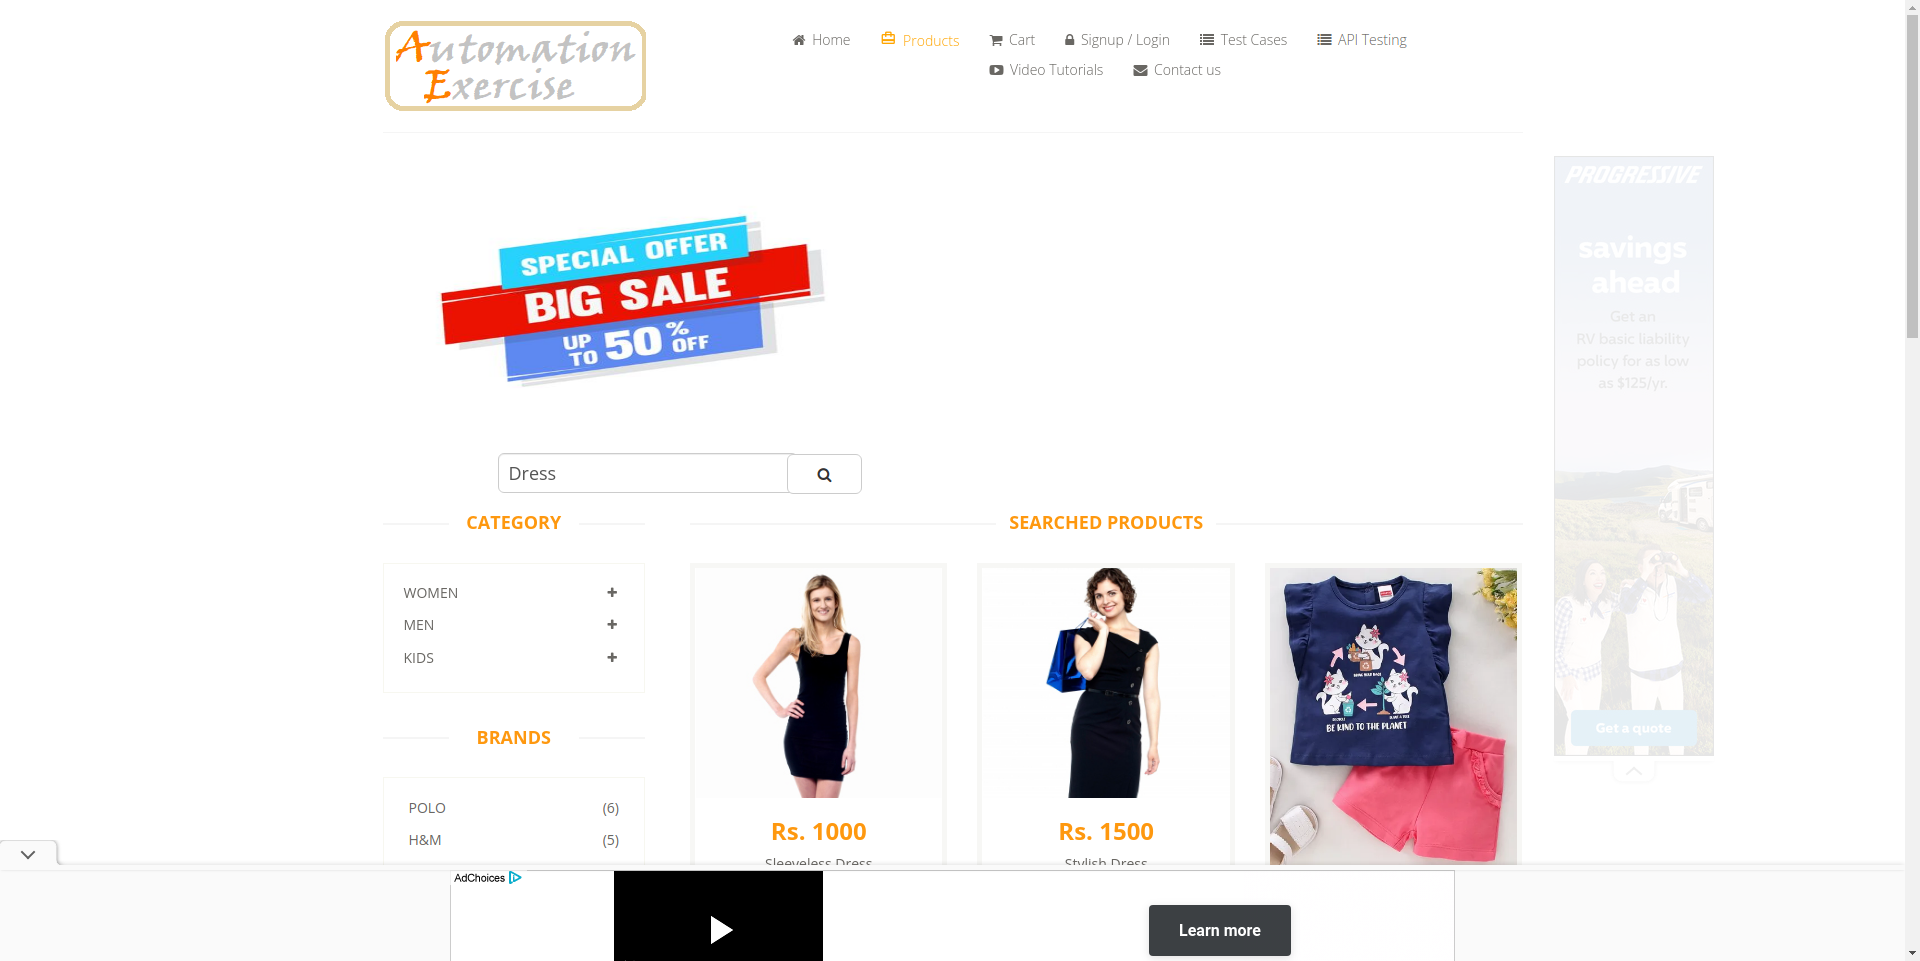 Automation
Exercise
Home
Products
Cart
Signup / Login
Test Cases
API Testing
Video Tutorials
Contact us
SPECIAL OFFER
BIG SALE
UP TO 50% OFF
PROGRESSIVE
savings
ahead
Get an
RV basic liability
policy for as low
as $125/yr.
Get a quote
Dress
CATEGORY
WOMEN
MEN
KIDS
BRANDS
POLO (6)
H&M (5)
SEARCHED PRODUCTS
BE KIND TO THE PLANET
Rs. 1000
Sleeveless Dress
Rs. 1500
Stylish Dress
AdChoices
Learn more